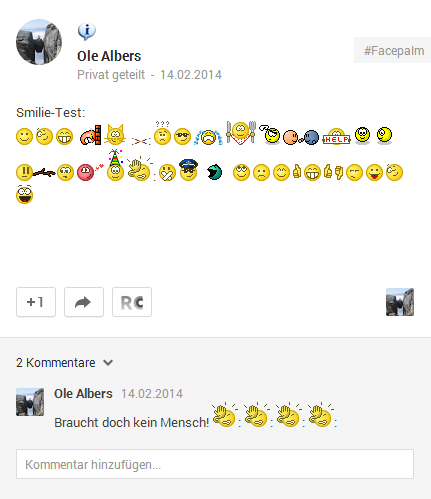 Ole Albers
#Facepalm
Privat geteilt - 14.02.2014
Smilie-Test:
:><:
???
HELP
:
+1
RC
2 Kommentare
Ole Albers 14.02.2014
Braucht doch kein Mensch! : : : :
Kommentar hinzufügen...